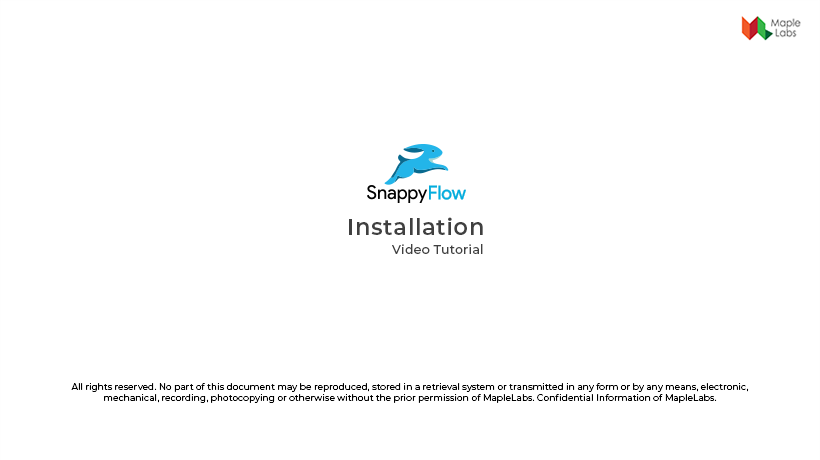 Maple
Labs
SnappyFlow
Installation
Video Tutorial
All rights reserved. No part of this document may be reproduced, stored in a retrieval system or transmitted in any form or by any means, electronic,
mechanical, recording, photocopying or otherwise without the prior permission of MapleLabs. Confidential Information of MapleLabs.